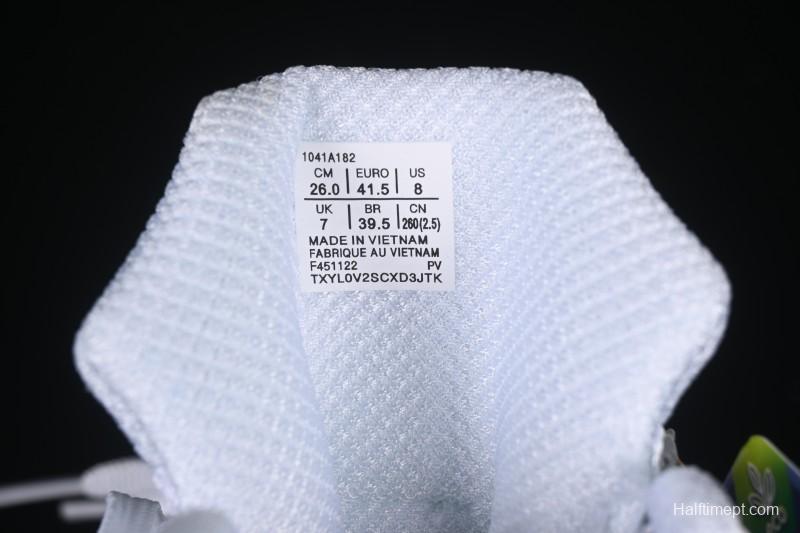 1041A182
CM | EURO | US
26.0 | 41.5 | 8
UK | BR | CN
7 | 39.5 | 260(2.5)
MADE IN VIETNAM
FABRIQUE AU VIETNAM
F451122 PV
TXYL0V2SCXD3JTK
Halftimept.com